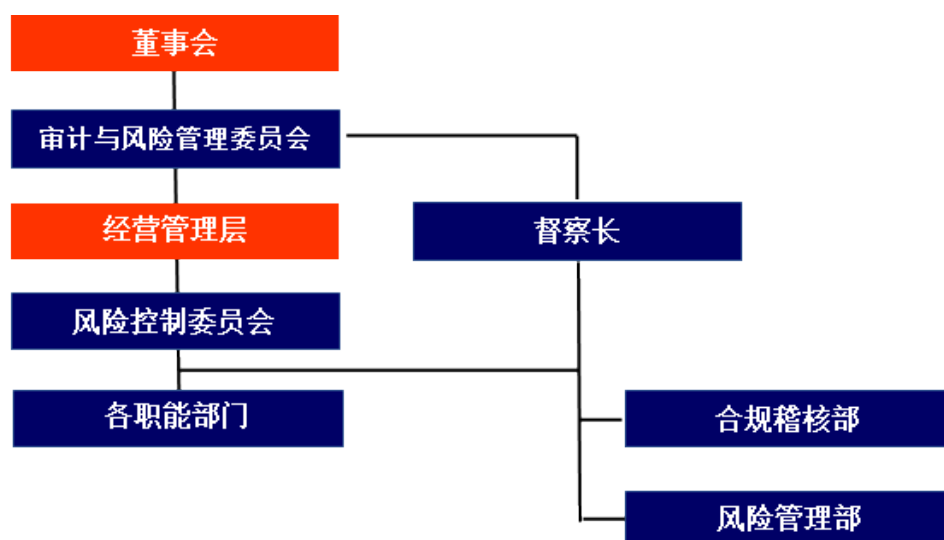 董事会
审计与风险管理委员会
经营管理层
督察长
风险控制委员会
各职能部门
合规稽核部
风险管理部